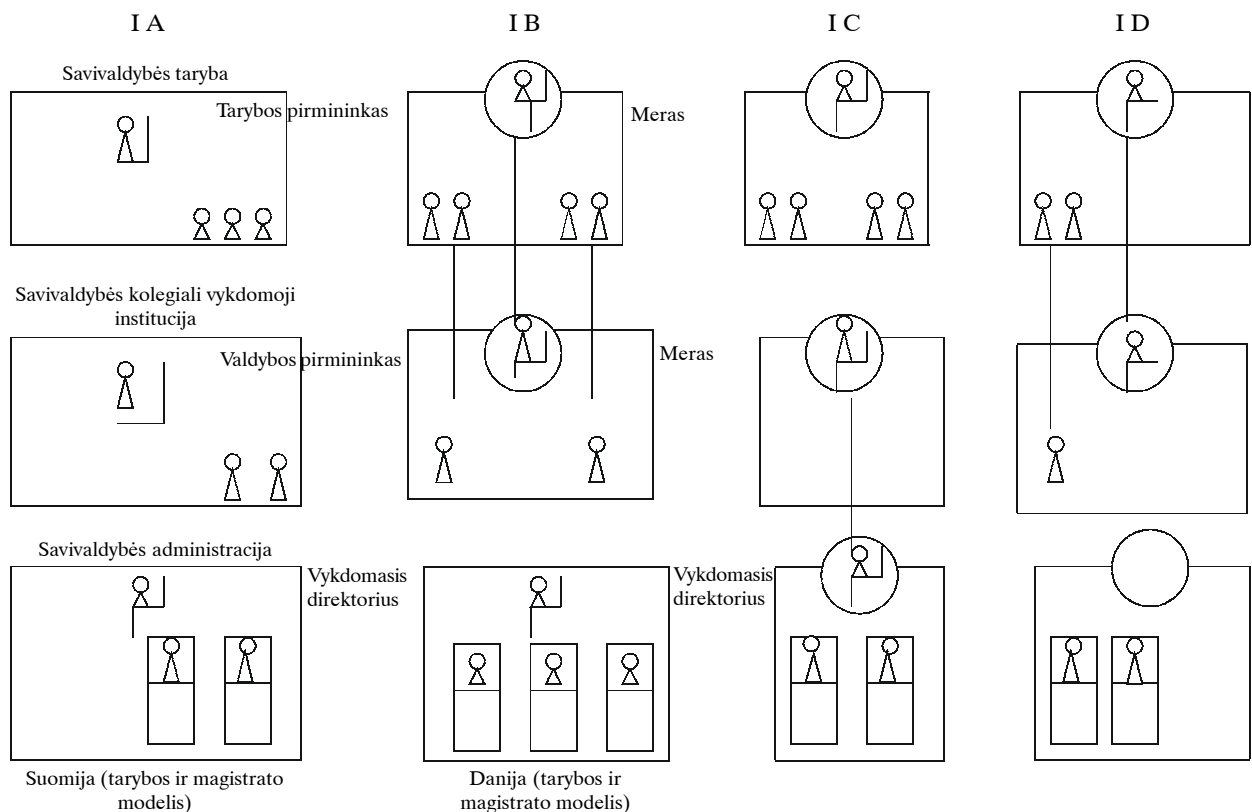 I A
I B
I C
I D
Savivaldybės taryba
Tarybos pirmininkas
Meras
Savivaldybės kolegiali vykdomoji
institucija
Valdybos pirmininkas
Meras
Savivaldybės administracija
Vykdomasis
direktorius
Vykdomasis
direktorius
Suomija (tarybos ir magistrato
modelis)
Danija (tarybos ir
magistrato modelis)